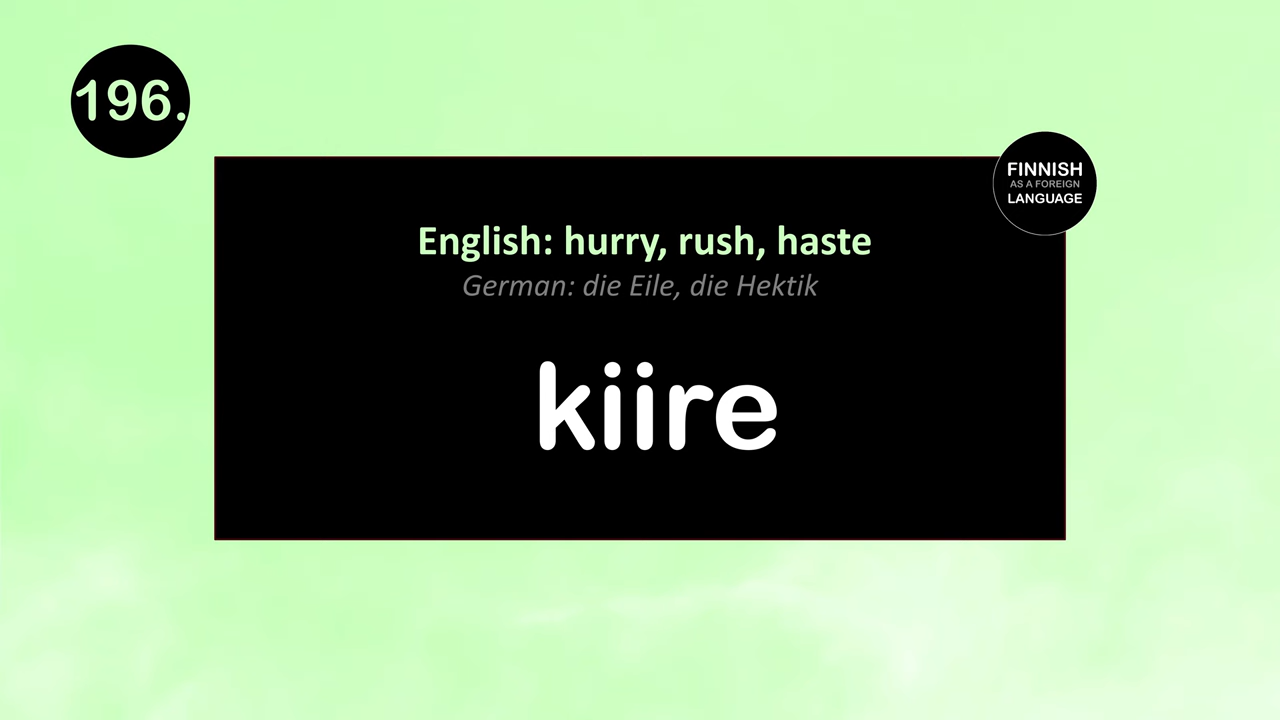 196.
FINNISH
AS A FOREIGN
LANGUAGE
English: hurry, rush, haste
German: die Eile, die Hektik
kiire